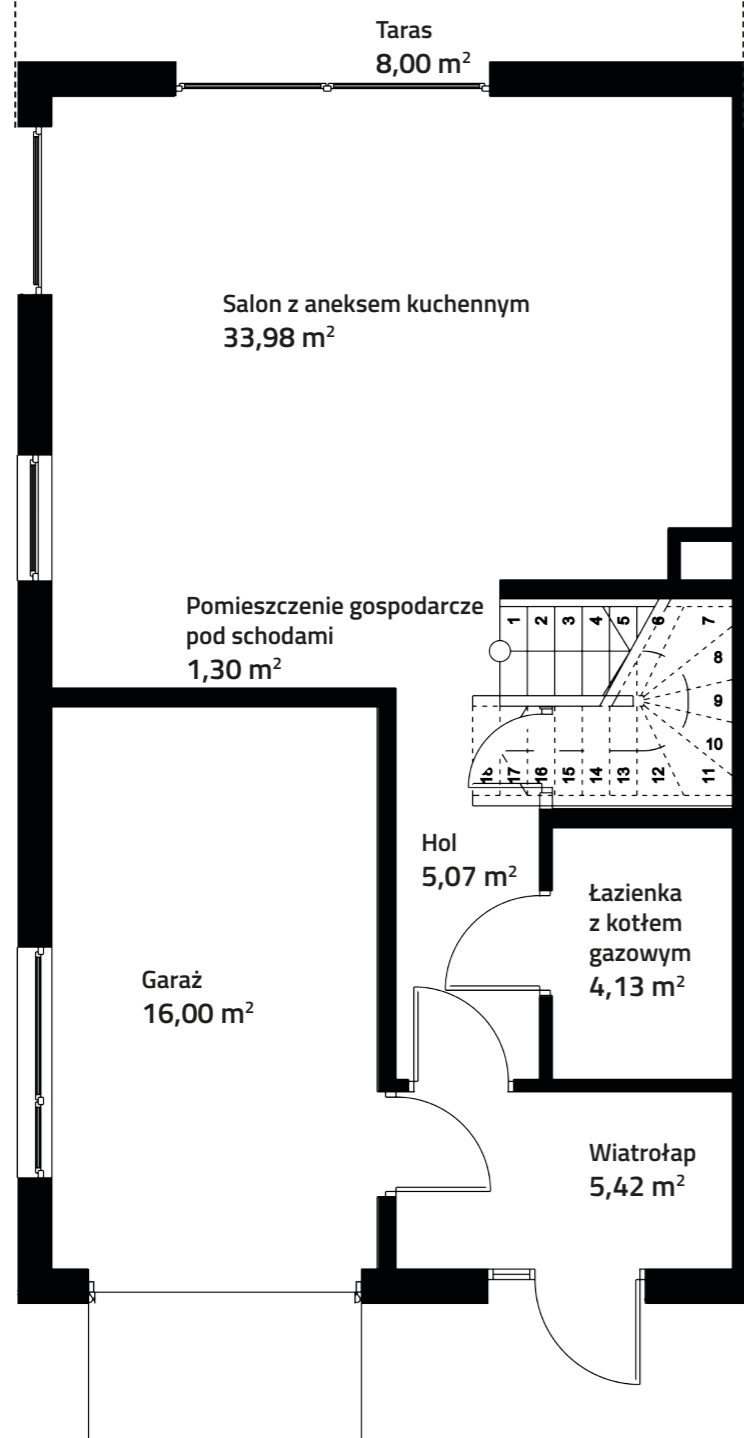 Taras
8,00 m²
Salon z aneksem kuchennym
33,98 m²
Pomieszczenie gospodarcze
pod schodami
1,30 m²
1 2 3 4 5 6 7
8
9
10
18 17 16 15 14 13 12 11
Hol
5,07 m²
Łazienka
z kotłem
gazowym
4,13 m²
Garaż
16,00 m²
Wiatrołap
5,42 m²